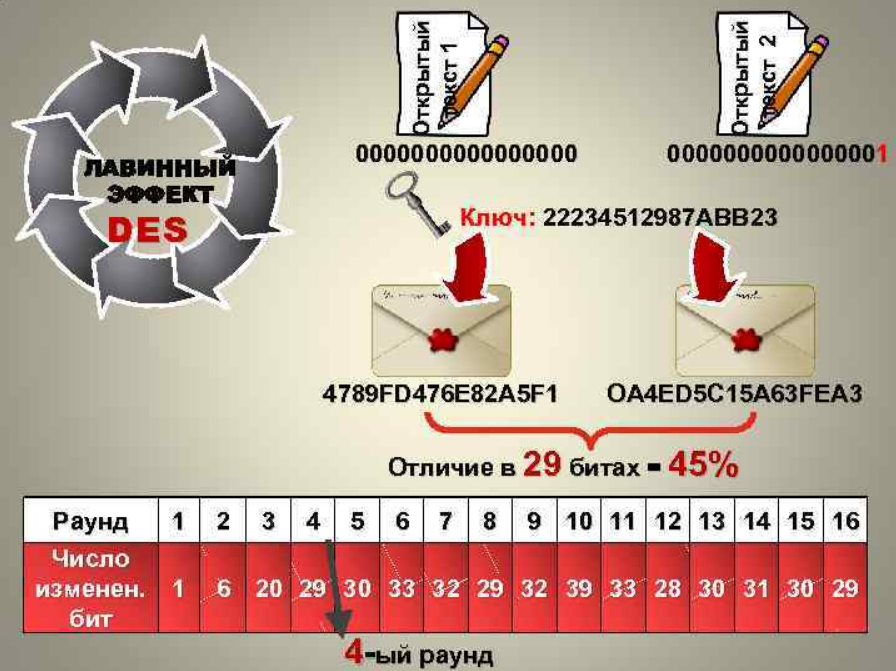 Открытый
текст 1
Открытый
текст 2
ЛАВИННЫЙ
ЭФФЕКТ
DES
0000000000000000
0000000000000001
Ключ: 22234512987ABB23
4789FD476E82A5F1
OA4ED5C15A63FEA3
Отличие в 29 битах = 45%
Раунд 1 2 3 4 5 6 7 8 9 10 11 12 13 14 15 16
Число
изменен. 1 6 20 29 30 33 32 29 32 39 33 28 30 31 30 29
бит
4-ый раунд